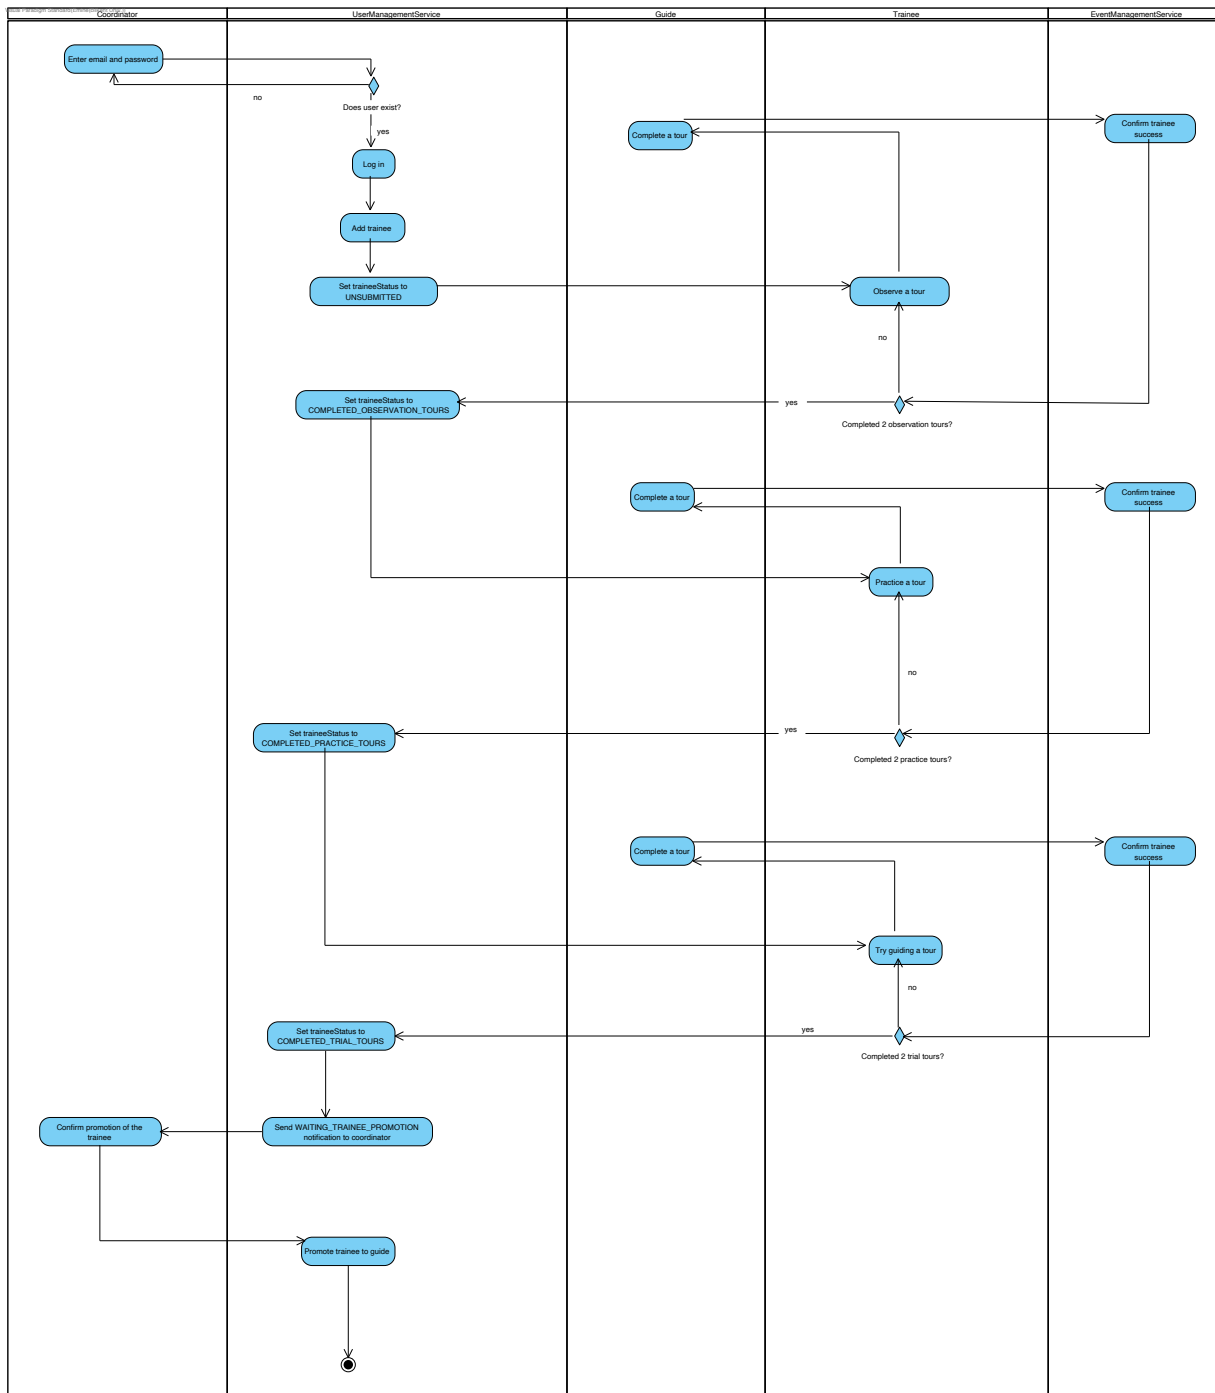 Coordinator
UserManagementService
Guide
Trainee
EventManagementService
Enter email and password
no
Does user exist?
yes
Complete a tour
Confirm trainee
success
Log in
Add trainee
Set traineeStatus to
UNSUBMITTED
Observe a tour
no
Set traineeStatus to
COMPLETED_OBSERVATION_TOURS
yes
Completed 2 observation tours?
Complete a tour
Confirm trainee
success
Practice a tour
no
Set traineeStatus to
COMPLETED_PRACTICE_TOURS
yes
Completed 2 practice tours?
Complete a tour
Confirm trainee
success
Try guiding a tour
no
Set traineeStatus to
COMPLETED_TRIAL_TOURS
yes
Completed 2 trial tours?
Confirm promotion of the
trainee
Send WAITING_TRAINEE_PROMOTION
notification to coordinator
Promote trainee to guide